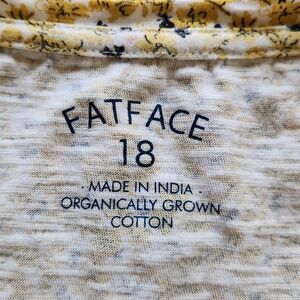 FATFACE
18
· MADE IN INDIA ·
ORGANICALLY GROWN
COTTON